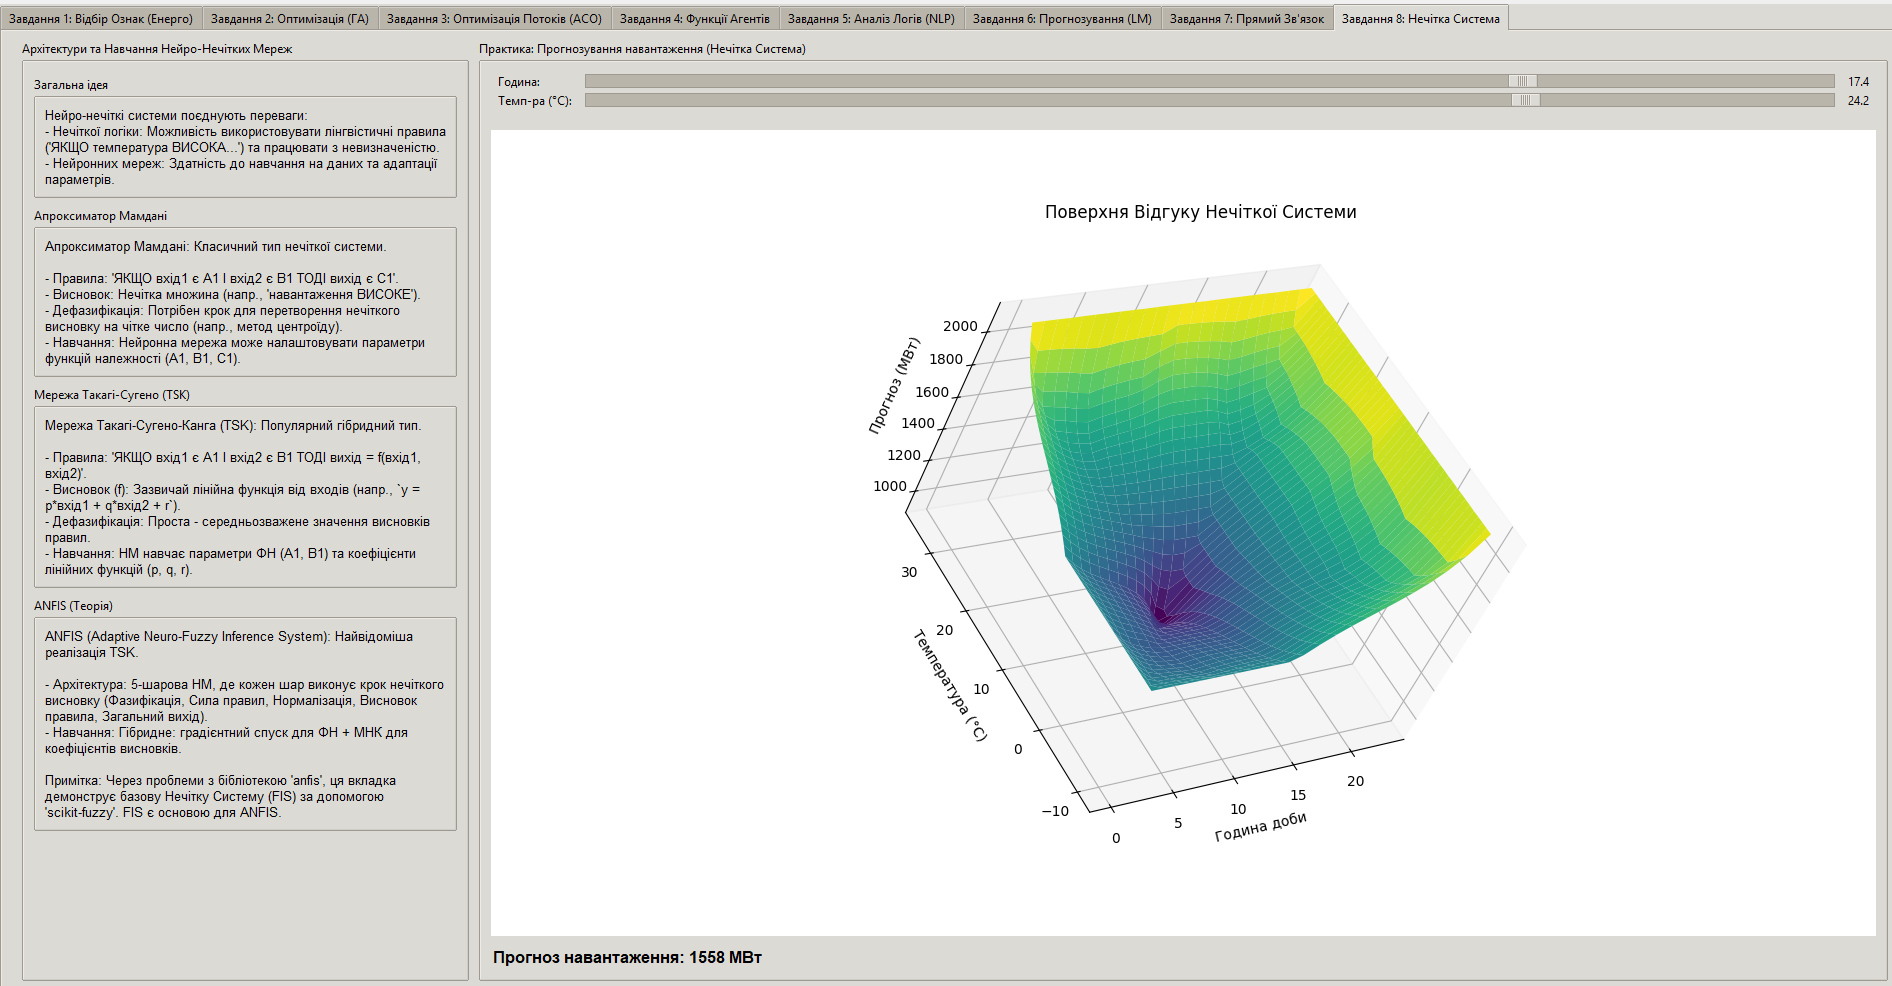 Завдання 1: Відбір Ознак (Енерго)
Завдання 2: Оптимізація (ГА)
Завдання 3: Оптимізація Потоків (ACO)
Завдання 4: Функції Агентів
Завдання 5: Аналіз Логів (NLP)
Завдання 6: Прогнозування (LM)
Завдання 7: Прямий Зв'язок
Завдання 8: Нечітка Система
Архітектури та Навчання Нейро-Нечітких Мереж
Загальна ідея
Нейро-нечіткі системи поєднують переваги:
- Нечіткої логіки: Можливість використовувати лінгвістичні правила
('ЯКЩО температура ВИСОКА...') та працювати з невизначеністю.
- Нейронних мереж: Здатність до навчання на даних та адаптації
параметрів.
Апроксиматор Мамдані
Апроксиматор Мамдані: Класичний тип нечіткої системи.
- Правила: 'ЯКЩО вхід1 є A1 І вхід2 є B1 ТОДІ вихід є C1'.
- Висновок: Нечітка множина (напр., 'навантаження ВИСОКЕ').
- Дефазифікація: Потрібен крок для перетворення нечіткого
висновку на чітке число (напр., метод центроїду).
- Навчання: Нейронна мережа може налаштовувати параметри
функцій належності (A1, B1, C1).
Мережа Такагі-Сугено (TSK)
Мережа Такагі-Сугено-Канга (TSK): Популярний гібридний тип.
- Правила: 'ЯКЩО вхід1 є A1 І вхід2 є B1 ТОДІ вихід = f(вхід1,
вхід2)'.
- Висновок (f): Зазвичай лінійна функція від входів (напр., `y =
p*вхід1 + q*вхід2 + r`).
- Дефазифікація: Проста - середньозважене значення висновків
правил.
- Навчання: НМ навчає параметри ФН (A1, B1) та коефіцієнти
лінійних функцій (p, q, r).
ANFIS (Теорія)
ANFIS (Adaptive Neuro-Fuzzy Inference System): Найвідоміша
реалізація TSK.
- Архітектура: 5-шарова НМ, де кожен шар виконує крок нечіткого
висновку (Фазифікація, Сила правил, Нормалізація, Висновок
правила, Загальний вихід).
- Навчання: Гібридне: градієнтний спуск для ФН + МНК для
коефіцієнтів висновків.
Примітка: Через проблеми з бібліотекою 'anfis', ця вкладка
демонструє базову Нечітку Систему (FIS) за допомогою
'scikit-fuzzy'. FIS є основою для ANFIS.
Практика: Прогнозування навантаження (Нечітка Система)
Година:
17.4
Темп-ра (°C):
24.2
Поверхня Відгуку Нечіткої Системи
Прогноз (МВт)
2000
1800
1600
1400
1200
1000
Температура (°C)
30
20
10
0
−10
0
5
10
15
20
Година доби
Прогноз навантаження: 1558 МВт